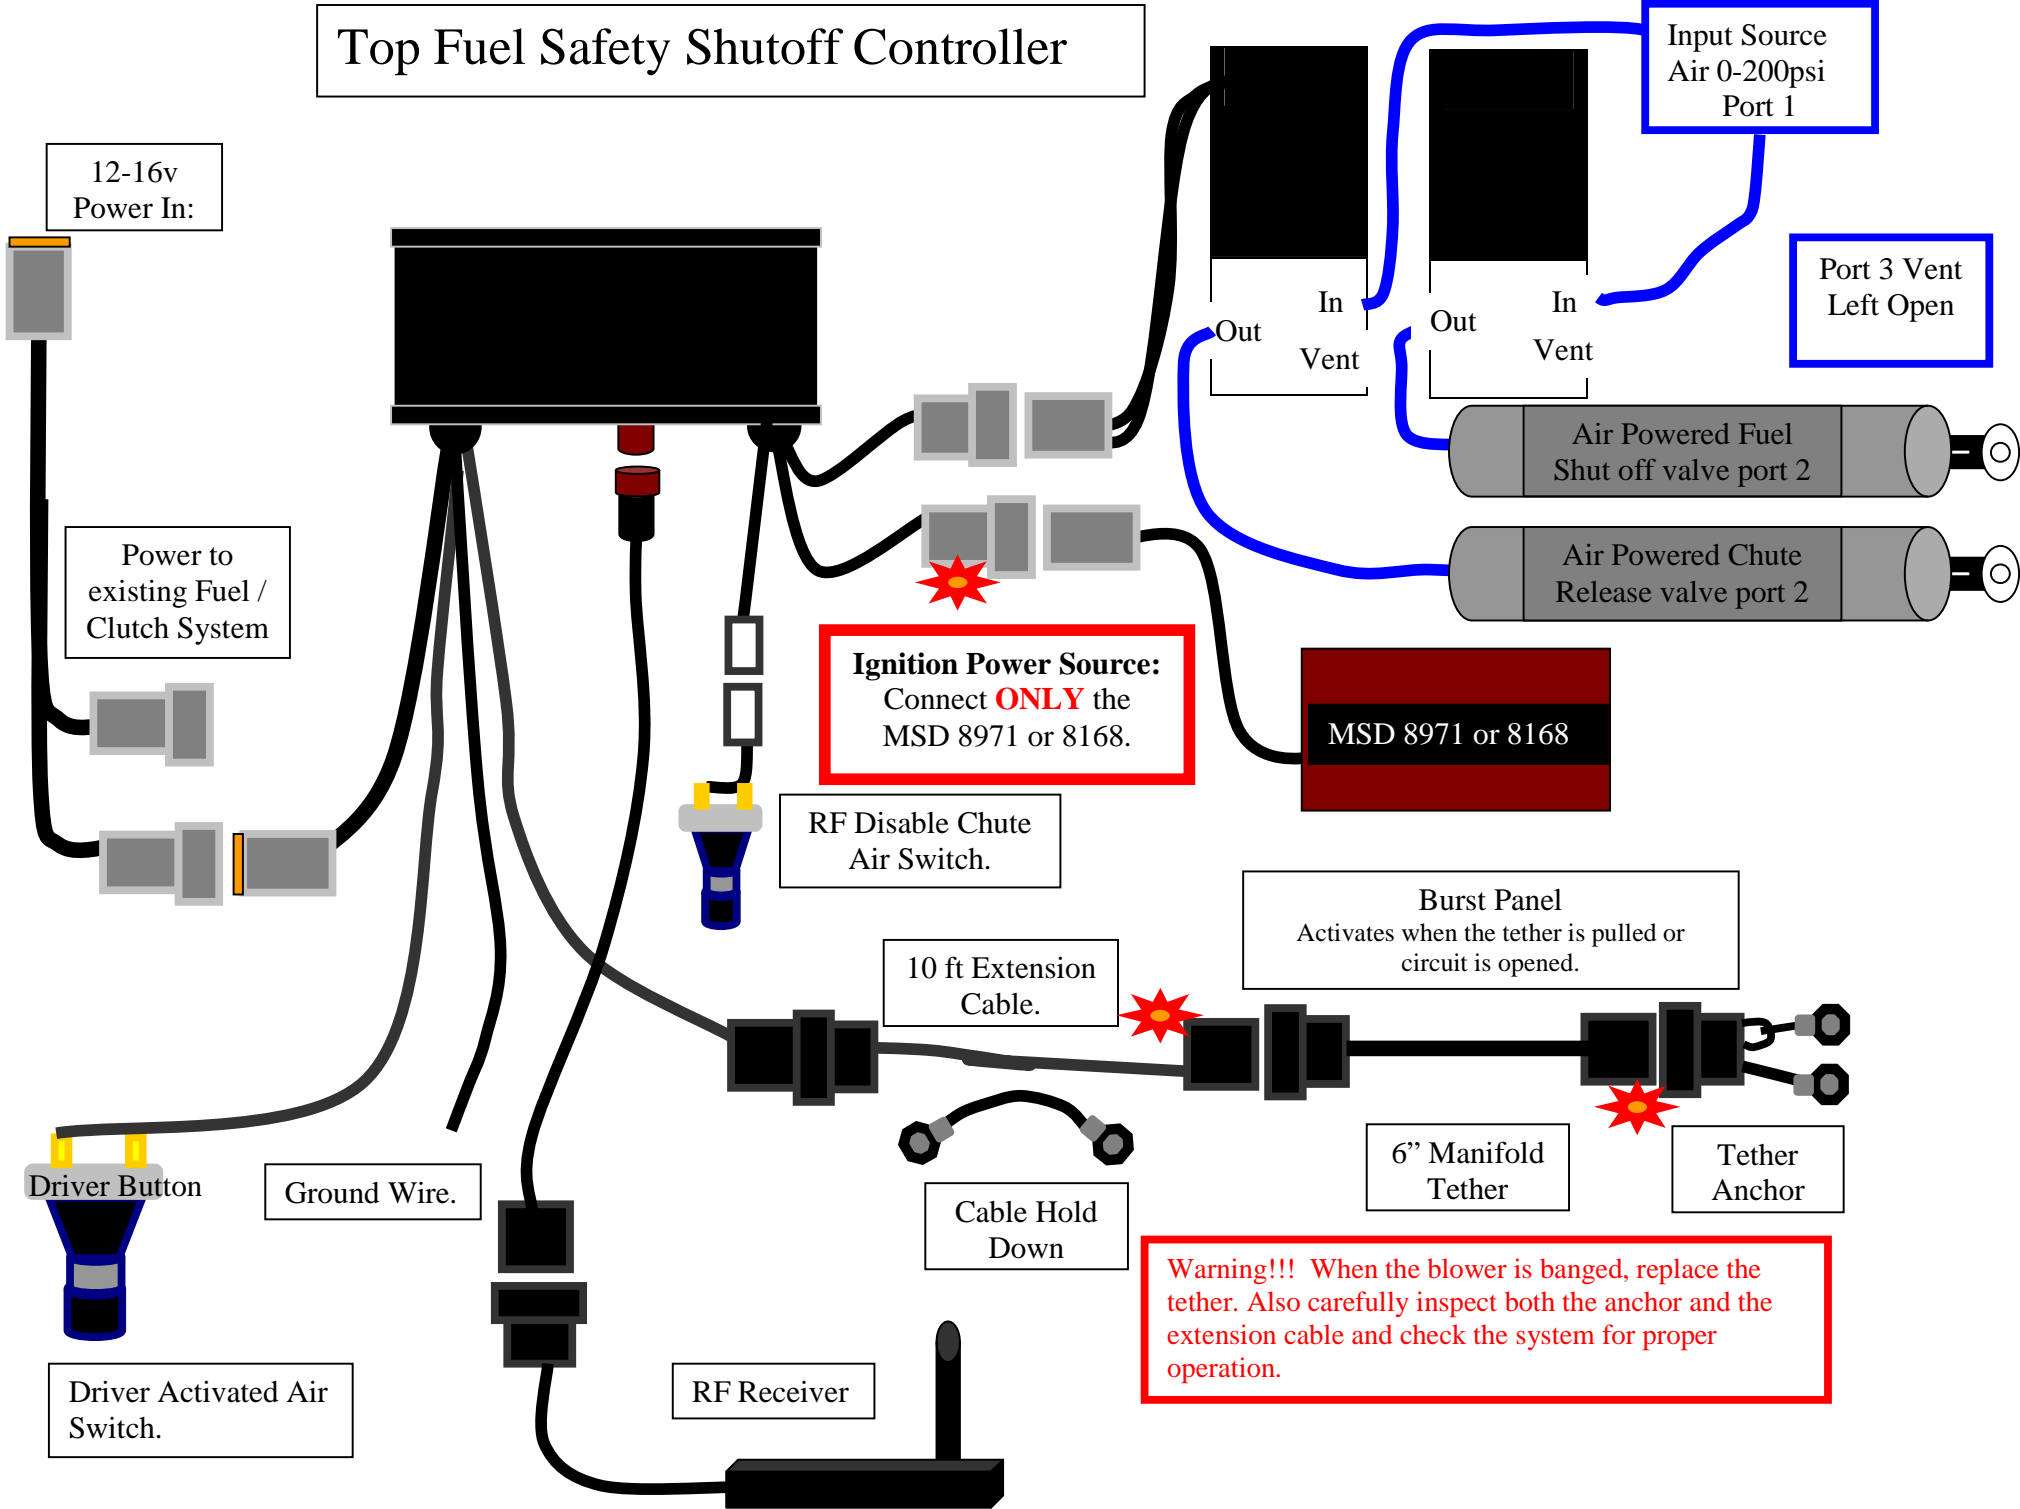 Top Fuel Safety Shutoff Controller
Input Source
Air 0-200psi
Port 1
12-16v
Power In:
Port 3 Vent
Left Open
In
Out
Vent
In
Out
Vent
Air Powered Fuel
Shut off valve port 2
Air Powered Chute
Release valve port 2
Power to
existing Fuel /
Clutch System
Ignition Power Source:
Connect ONLY the
MSD 8971 or 8168.
MSD 8971 or 8168
RF Disable Chute
Air Switch.
Burst Panel
Activates when the tether is pulled or
circuit is opened.
10 ft Extension
Cable.
6” Manifold
Tether
Tether
Anchor
Driver Button
Ground Wire.
Cable Hold
Down
Warning!!!  When the blower is banged, replace the
tether. Also carefully inspect both the anchor and the
extension cable and check the system for proper
operation.
Driver Activated Air
Switch.
RF Receiver